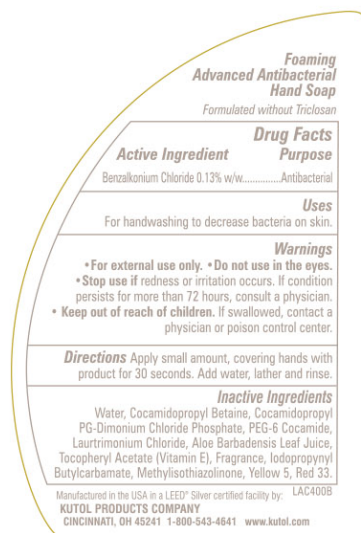 Foaming
Advanced Antibacterial
Hand Soap
Formulated without Triclosan
Drug Facts
Active Ingredient Purpose
Benzalkonium Chloride 0.13% w/w...............Antibacterial
Uses
For handwashing to decrease bacteria on skin.
Warnings
•For external use only. •Do not use in the eyes.
•Stop use if redness or irritation occurs. If condition
persists for more than 72 hours, consult a physician.
• Keep out of reach of children. If swallowed, contact a
physician or poison control center.
Directions Apply small amount, covering hands with
product for 30 seconds. Add water, lather and rinse.
Inactive Ingredients
Water, Cocamidopropyl Betaine, Cocamidopropyl
PG-Dimonium Chloride Phosphate, PEG-6 Cocamide,
Laurtrimonium Chloride, Aloe Barbadensis Leaf Juice,
Tocopheryl Acetate (Vitamin E), Fragrance, Iodopropynyl
Butylcarbamate, Methylisothiazolinone, Yellow 5, Red 33.
Manufactured in the USA in a LEED® Silver certified facility by: LAC400B
KUTOL PRODUCTS COMPANY
CINCINNATI, OH 45241 1-800-543-4641 www.kutol.com